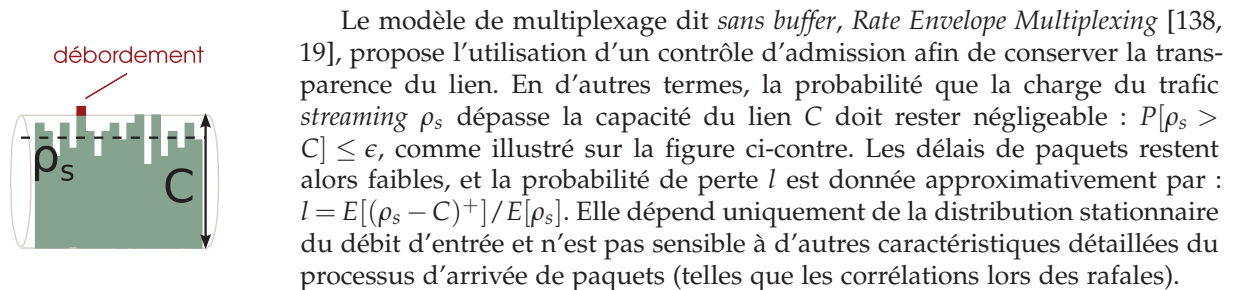 débordement
ρs
C
Le modèle de multiplexage dit sans buffer, Rate Envelope Multiplexing [138,
19], propose l'utilisation d'un contrôle d'admission afin de conserver la trans-
parence du lien. En d'autres termes, la probabilité que la charge du trafic
streaming ρs dépasse la capacité du lien C doit rester négligeable : P[ρs >
C] ≤ ϵ, comme illustré sur la figure ci-contre. Les délais de paquets restent
alors faibles, et la probabilité de perte l est donnée approximativement par :
l = E[(ρs − C)+]/E[ρs]. Elle dépend uniquement de la distribution stationnaire
du débit d'entrée et n'est pas sensible à d'autres caractéristiques détaillées du
processus d'arrivée de paquets (telles que les corrélations lors des rafales).